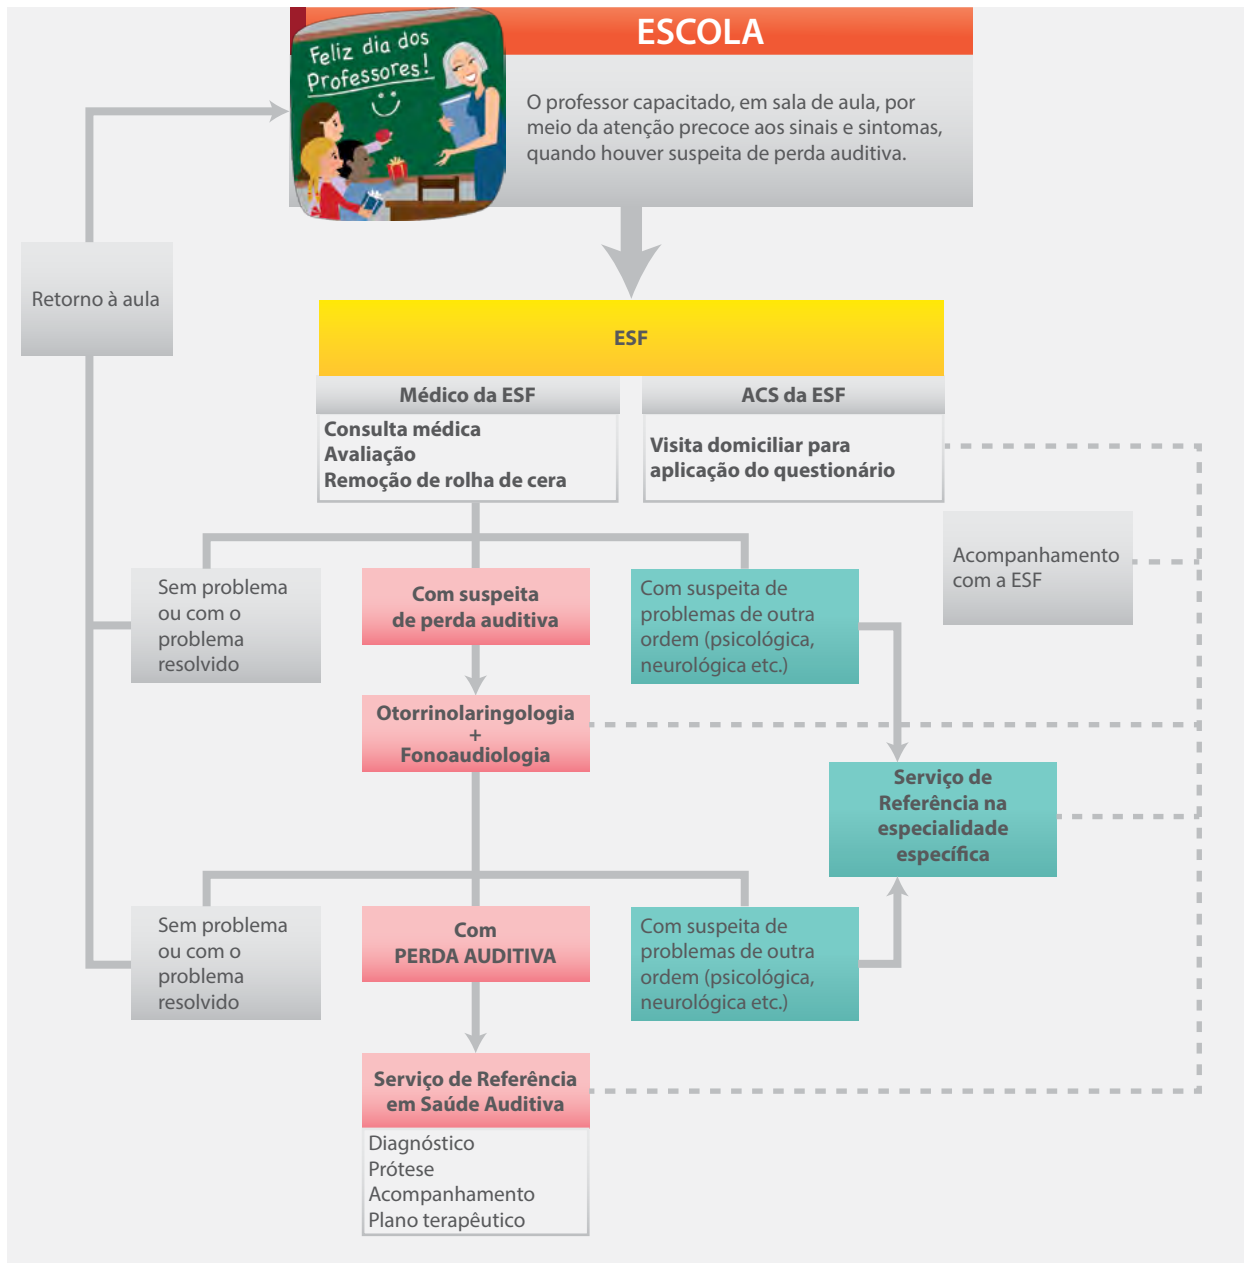 ESCOLA
Feliz dia dos
Professores!
O professor capacitado, em sala de aula, por
meio da atenção precoce aos sinais e sintomas,
quando houver suspeita de perda auditiva.
Retorno à aula
ESF
Médico da ESF
Consulta médica
Avaliação
Remoção de rolha de cera
ACS da ESF
Visita domiciliar para
aplicação do questionário
Acompanhamento
com a ESF
Sem problema
ou com o
problema
resolvido
Com suspeita
de perda auditiva
Com suspeita de
problemas de outra
ordem (psicológica,
neurológica etc.)
Otorrinolaringologia
+
Fonoaudiologia
Serviço de
Referência na
especialidade
específica
Sem problema
ou com o
problema
resolvido
Com
PERDA AUDITIVA
Com suspeita de
problemas de outra
ordem (psicológica,
neurológica etc.)
Serviço de Referência
em Saúde Auditiva
Diagnóstico
Prótese
Acompanhamento
Plano terapêutico